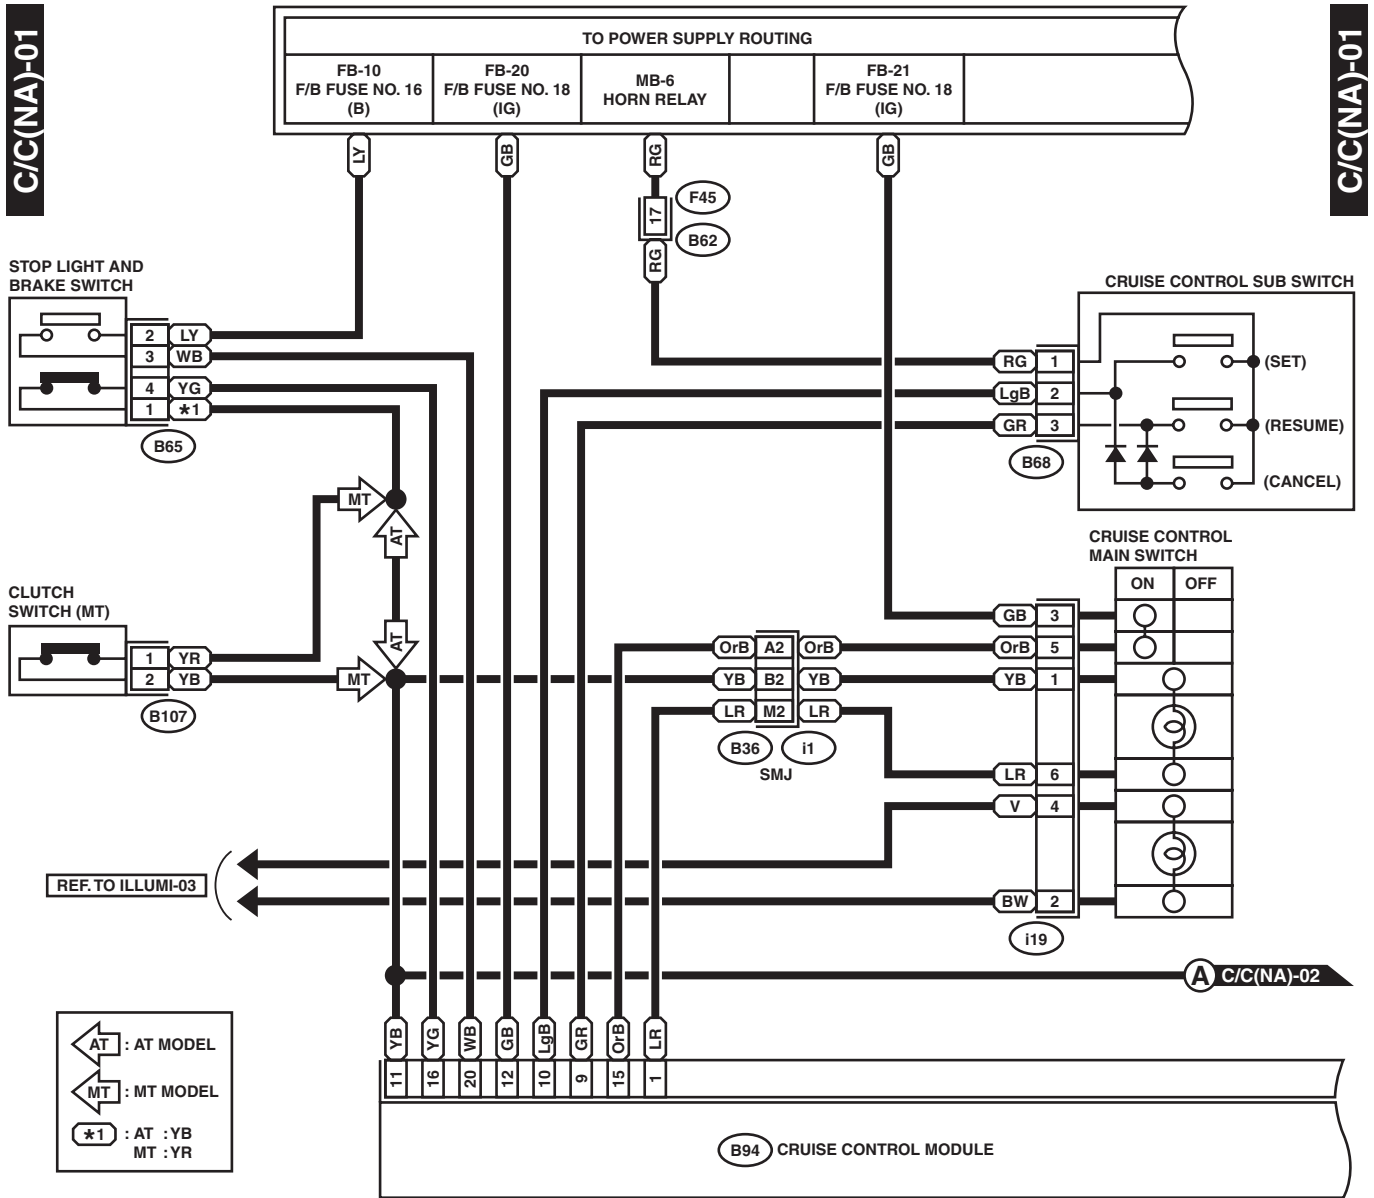 C/C(NA)-01
C/C(NA)-01
TO POWER SUPPLY ROUTING
FB-10
F/B FUSE NO. 16
(B)
FB-20
F/B FUSE NO. 18
(IG)
MB-6
HORN RELAY
FB-21
F/B FUSE NO. 18
(IG)
LY
GB
RG
GB
17
F45
B62
RG
STOP LIGHT AND
BRAKE SWITCH
2 LY
3 WB
4 YG
1 *1
B65
CRUISE CONTROL SUB SWITCH
RG 1
LgB 2
GR 3
B68
(SET)
(RESUME)
(CANCEL)
MT
AT
CLUTCH
SWITCH (MT)
1 YR
2 YB
B107
AT
MT
CRUISE CONTROL
MAIN SWITCH
ON OFF
GB 3
OrB 5
YB 1
LR 6
V 4
BW 2
i19
OrB A2 OrB
YB B2 YB
LR M2 LR
B36 i1
SMJ
REF. TO ILLUMI-03
A C/C(NA)-02
AT : AT MODEL
MT : MT MODEL
*1 : AT : YB
MT : YR
YB YG WB GB LgB GR OrB LR
11 16 20 12 10 9 15 1
B94 CRUISE CONTROL MODULE